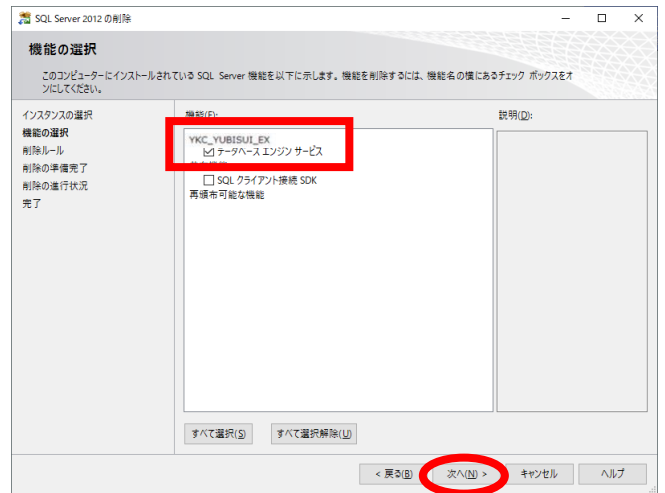 SQL Server 2012 の削除
機能の選択
このコンピューターにインストールされている SQL Server 機能を以下に示します。機能を削除するには、機能名の横にあるチェック ボックスをオ
ンにしてください。
インスタンスの選択
機能の選択
削除ルール
削除の準備完了
削除の進行状況
完了
機能(F):
YKC_YUBISUI_EX
データベース エンジン サービス
SQL クライアント接続 SDK
再頒布可能な機能
説明(D):
すべて選択(S)
すべて選択解除(U)
< 戻る(B)
次へ(N) >
キャンセル
ヘルプ